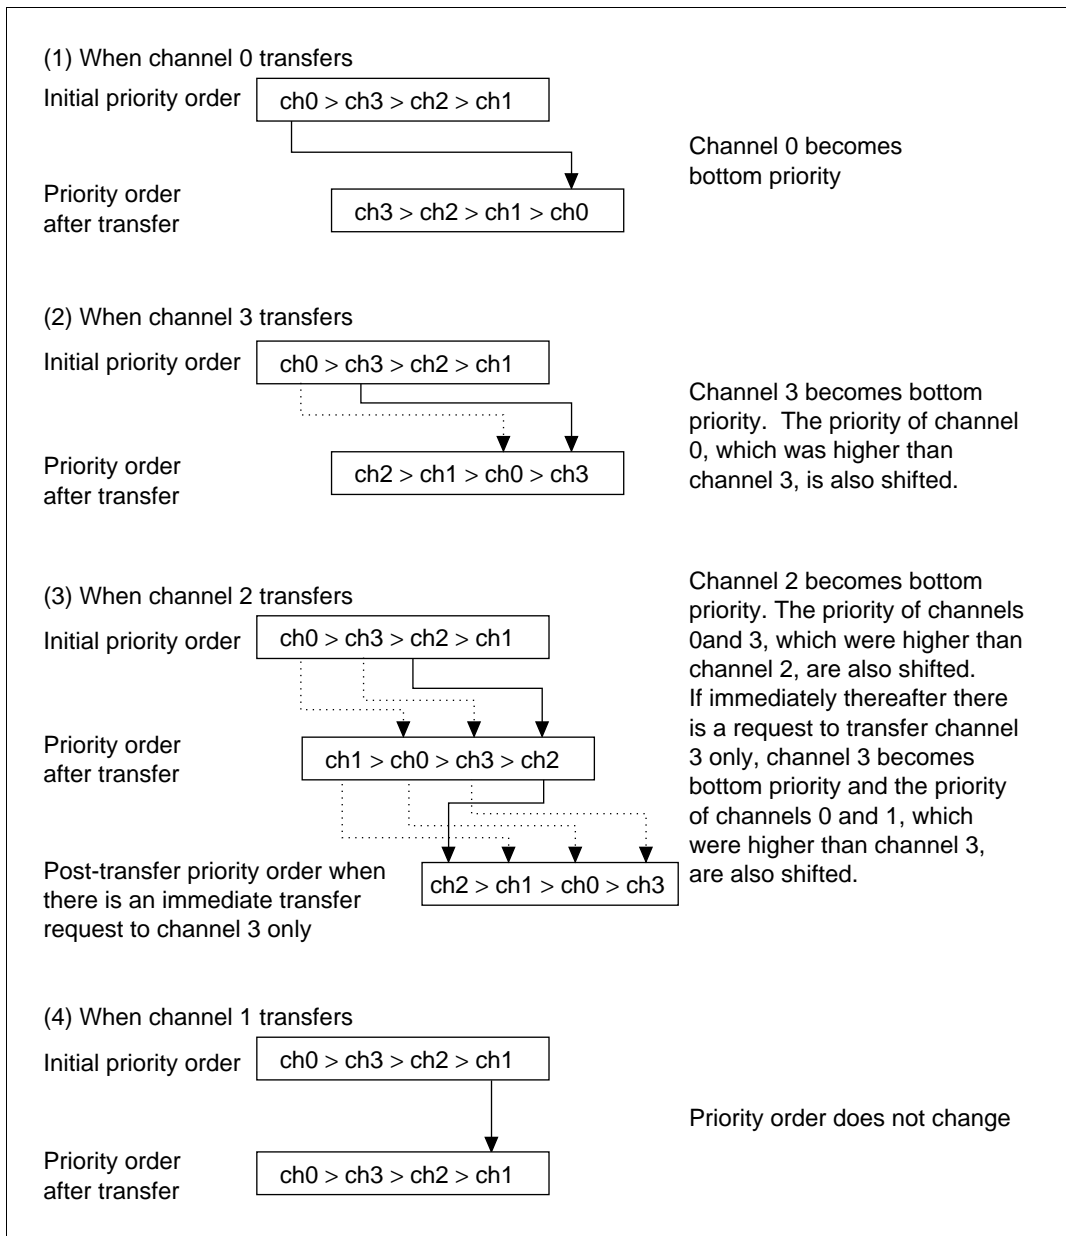 (1) When channel 0 transfers
Initial priority order
ch0 > ch3 > ch2 > ch1
Channel 0 becomes
bottom priority
Priority order
after transfer
ch3 > ch2 > ch1 > ch0
(2) When channel 3 transfers
Initial priority order
ch0 > ch3 > ch2 > ch1
Channel 3 becomes bottom
priority. The priority of channel
0, which was higher than
channel 3, is also shifted.
Priority order
after transfer
ch2 > ch1 > ch0 > ch3
(3) When channel 2 transfers
Initial priority order
ch0 > ch3 > ch2 > ch1
Channel 2 becomes bottom
priority. The priority of channels
0and 3, which were higher than
channel 2, are also shifted.
If immediately thereafter there
is a request to transfer channel
3 only, channel 3 becomes
bottom priority and the priority
of channels 0 and 1, which
were higher than channel 3,
are also shifted.
Priority order
after transfer
ch1 > ch0 > ch3 > ch2
Post-transfer priority order when
there is an immediate transfer
request to channel 3 only
ch2 > ch1 > ch0 > ch3
(4) When channel 1 transfers
Initial priority order
ch0 > ch3 > ch2 > ch1
Priority order does not change
Priority order
after transfer
ch0 > ch3 > ch2 > ch1